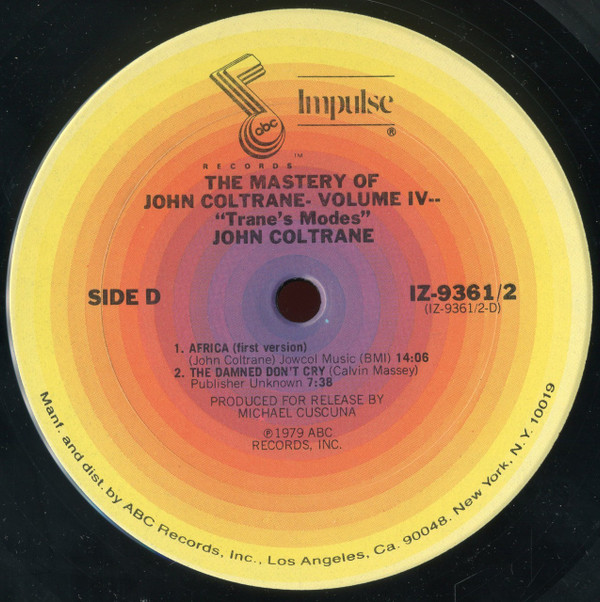 abc
Impulse
®
RECORDS
™
THE MASTERY OF
JOHN COLTRANE- VOLUME IV--
"Trane's Modes"
JOHN COLTRANE
SIDE D
IZ-9361/2
(IZ-9361/2-D)
1. AFRICA (first version)
(John Coltrane) Jowcol Music (BMI) 14:06
2. THE DAMNED DON'T CRY (Calvin Massey)
Publisher Unknown 7:38
PRODUCED FOR RELEASE BY
MICHAEL CUSCUNA
℗1979 ABC
RECORDS, INC.
Manf. and dist. by ABC Records, Inc., Los Angeles, Ca. 90048. New York, N.Y. 10019